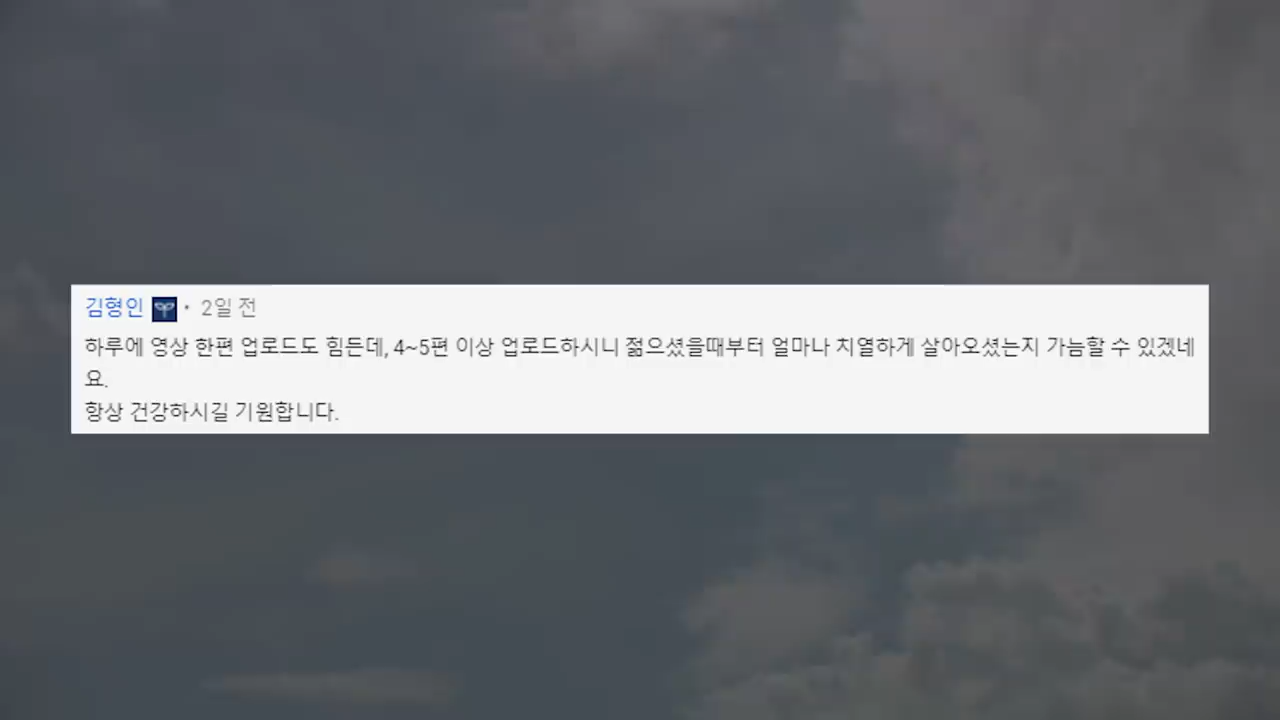 김형인 · 2일 전
하루에 영상 한편 업로드도 힘든데, 4~5편 이상 업로드하시니 젊으셨을때부터 얼마나 치열하게 살아오셨는지 가늠할 수 있겠네
요.
항상 건강하시길 기원합니다.